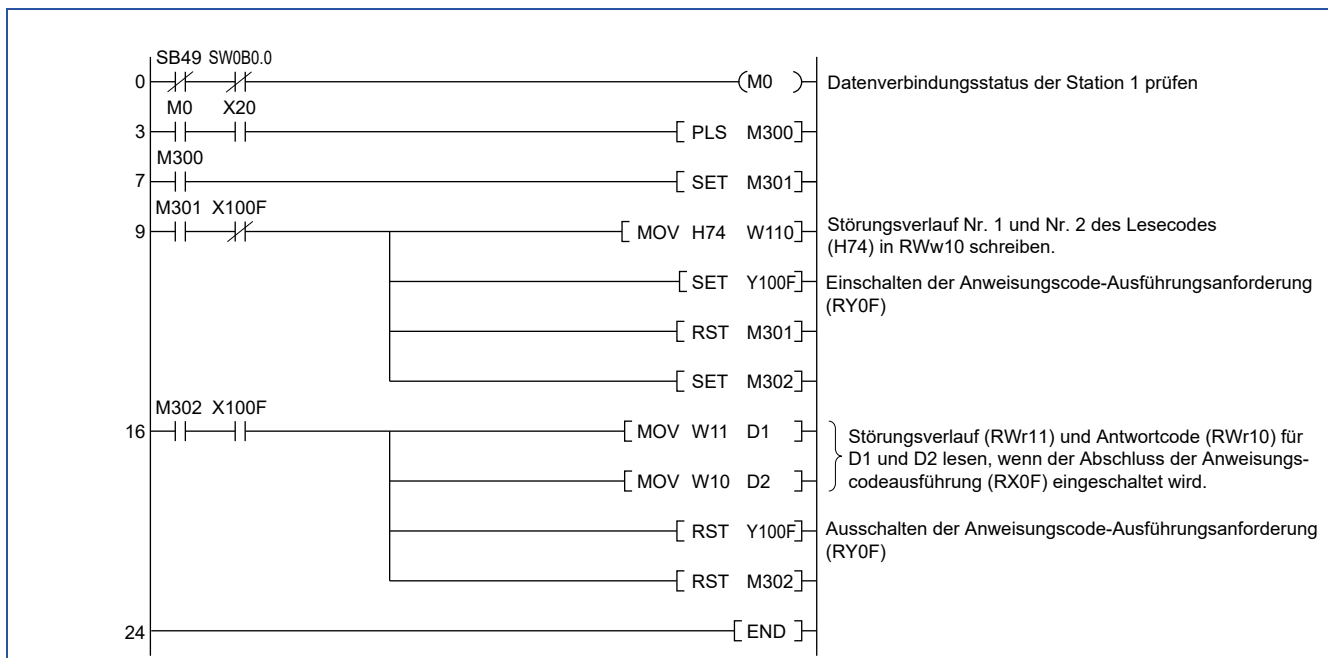 SB49 SW0B0.0
0 (M0 ) Datenverbindungsstatus der Station 1 prüfen
M0 X20
3 [ PLS M300]
M300
7 [ SET M301]
M301 X100F
9 [ MOV H74 W110] Störungsverlauf Nr. 1 und Nr. 2 des Lesecodes
(H74) in RWw10 schreiben.
[ SET Y100F] Einschalten der Anweisungscode-Ausführungsanforderung
(RY0F)
[ RST M301]
[ SET M302]
M302 X100F
16 [ MOV W11 D1 ] Störungsverlauf (RWr11) und Antwortcode (RWr10) für
D1 und D2 lesen, wenn der Abschluss der Anweisungs-
[ MOV W10 D2 ] codeausführung (RX0F) eingeschaltet wird.
[ RST Y100F] Ausschalten der Anweisungscode-Ausführungsanforderung
(RY0F)
[ RST M302]
24 [ END ]